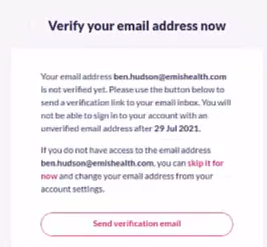 Verify your email address now
Your email address ben.hudson@emishealth.com
is not verified yet. Please use the button below to
send a verification link to your email inbox. You will
not be able to sign in to your account with an
unverified email address after 29 Jul 2021.
If you do not have access to the email address
ben.hudson@emishealth.com, you can skip it for
now and change your email address from your
account settings.
Send verification email